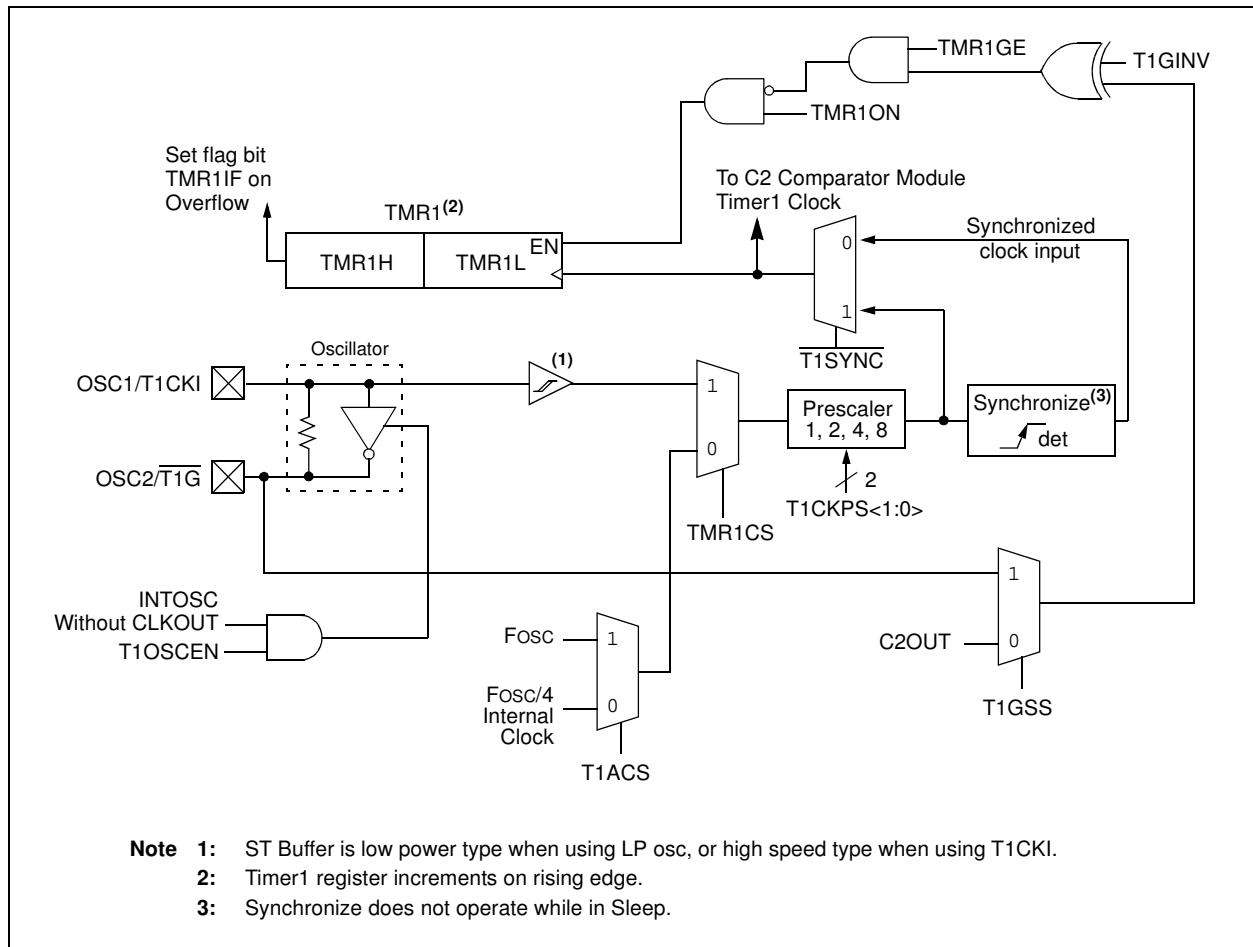 TMR1GE
T1GINV
TMR1ON
Set flag bit
TMR1IF on
Overflow
To C2 Comparator Module
Timer1 Clock
TMR1(2)
EN
TMR1H
TMR1L
0
Synchronized
clock input
1
T1SYNC
Oscillator
(1)
OSC1/T1CKI
1
Prescaler
1, 2, 4, 8
Synchronize(3)
det
0
OSC2/T1G
2
T1CKPS<1:0>
TMR1CS
1
INTOSC
Without CLKOUT
T1OSCEN
FOSC
1
C2OUT
0
FOSC/4
Internal
Clock
0
T1GSS
T1ACS
Note 1: ST Buffer is low power type when using LP osc, or high speed type when using T1CKI.
2: Timer1 register increments on rising edge.
3: Synchronize does not operate while in Sleep.